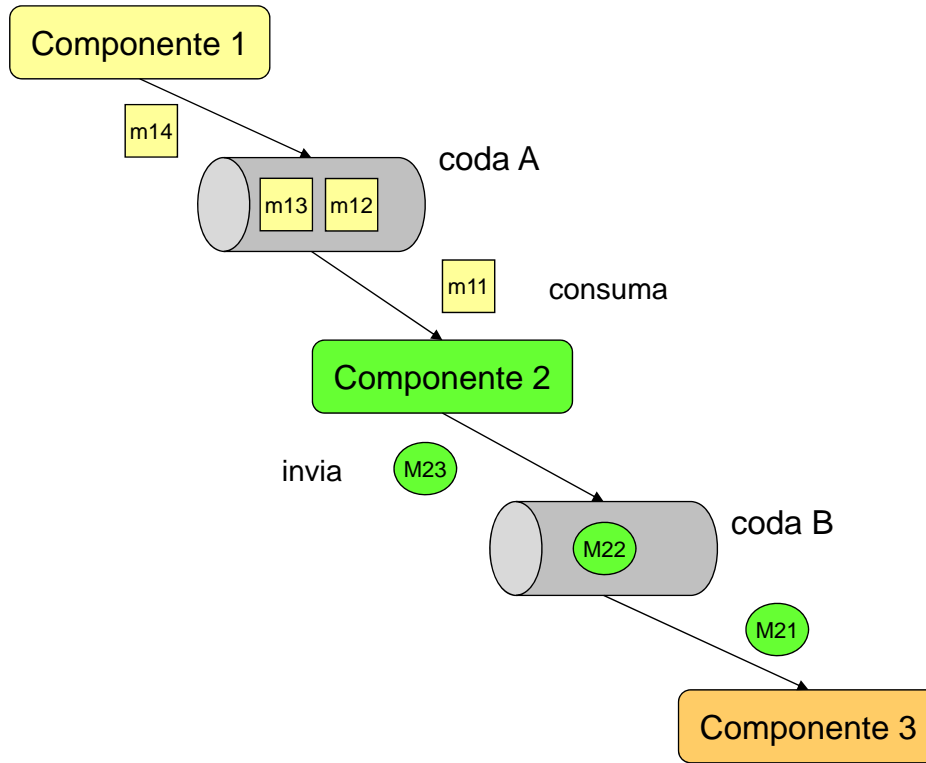 Componente 1
m14
coda A
m13 m12
m11 consuma
Componente 2
invia M23
coda B
M22
M21
Componente 3